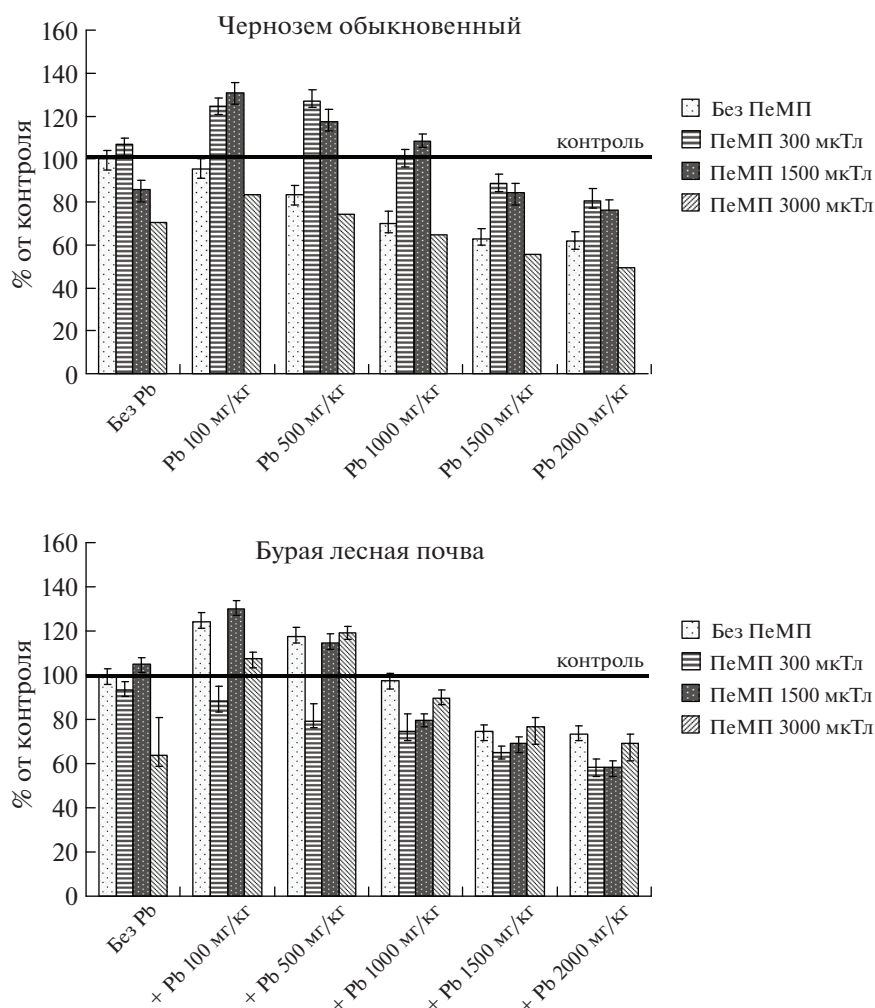 Чернозем обыкновенный
% от контроля
160
140
120
100
80
60
40
20
0
контроль
Без ПеМП
ПеМП 300 мкТл
ПеМП 1500 мкТл
ПеМП 3000 мкТл
Без Pb
Pb 100 мг/кг
Pb 500 мг/кг
Pb 1000 мг/кг
Pb 1500 мг/кг
Pb 2000 мг/кг
Бурая лесная почва
% от контроля
160
140
120
100
80
60
40
20
0
контроль
Без ПеМП
ПеМП 300 мкТл
ПеМП 1500 мкТл
ПеМП 3000 мкТл
Без Pb
+ Pb 100 мг/кг
+ Pb 500 мг/кг
+ Pb 1000 мг/кг
+ Pb 1500 мг/кг
+ Pb 2000 мг/кг